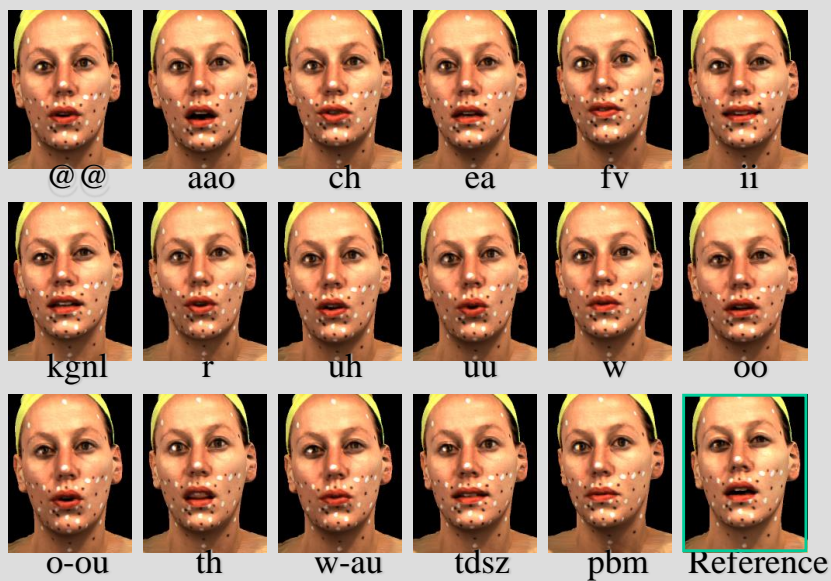 @@ aao ch ea fv ii
kgnl r uh uu w oo
o-ou th w-au tdsz pbm Reference